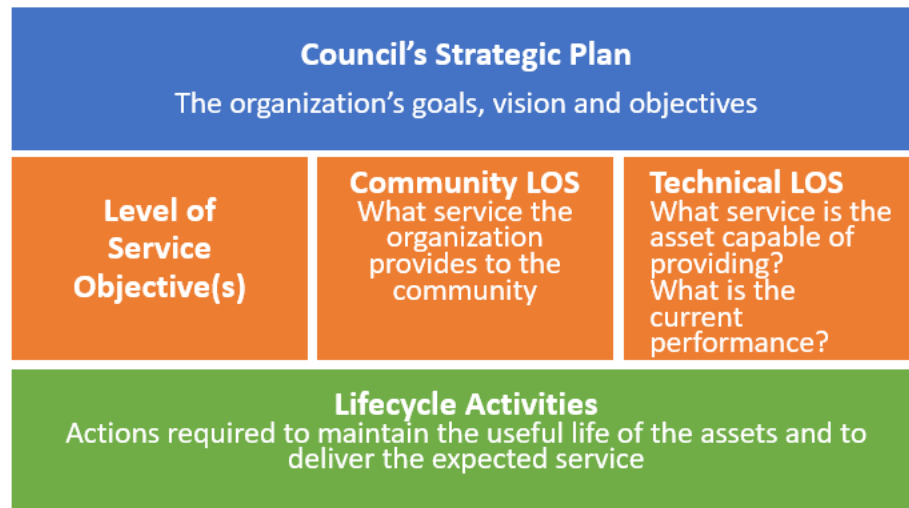 Council's Strategic Plan
The organization's goals, vision and objectives
Level of
Service
Objective(s)
Community LOS
What service the
organization
provides to the
community
Technical LOS
What service is the
asset capable of
providing?
What is the
current
performance?
Lifecycle Activities
Actions required to maintain the useful life of the assets and to
deliver the expected service